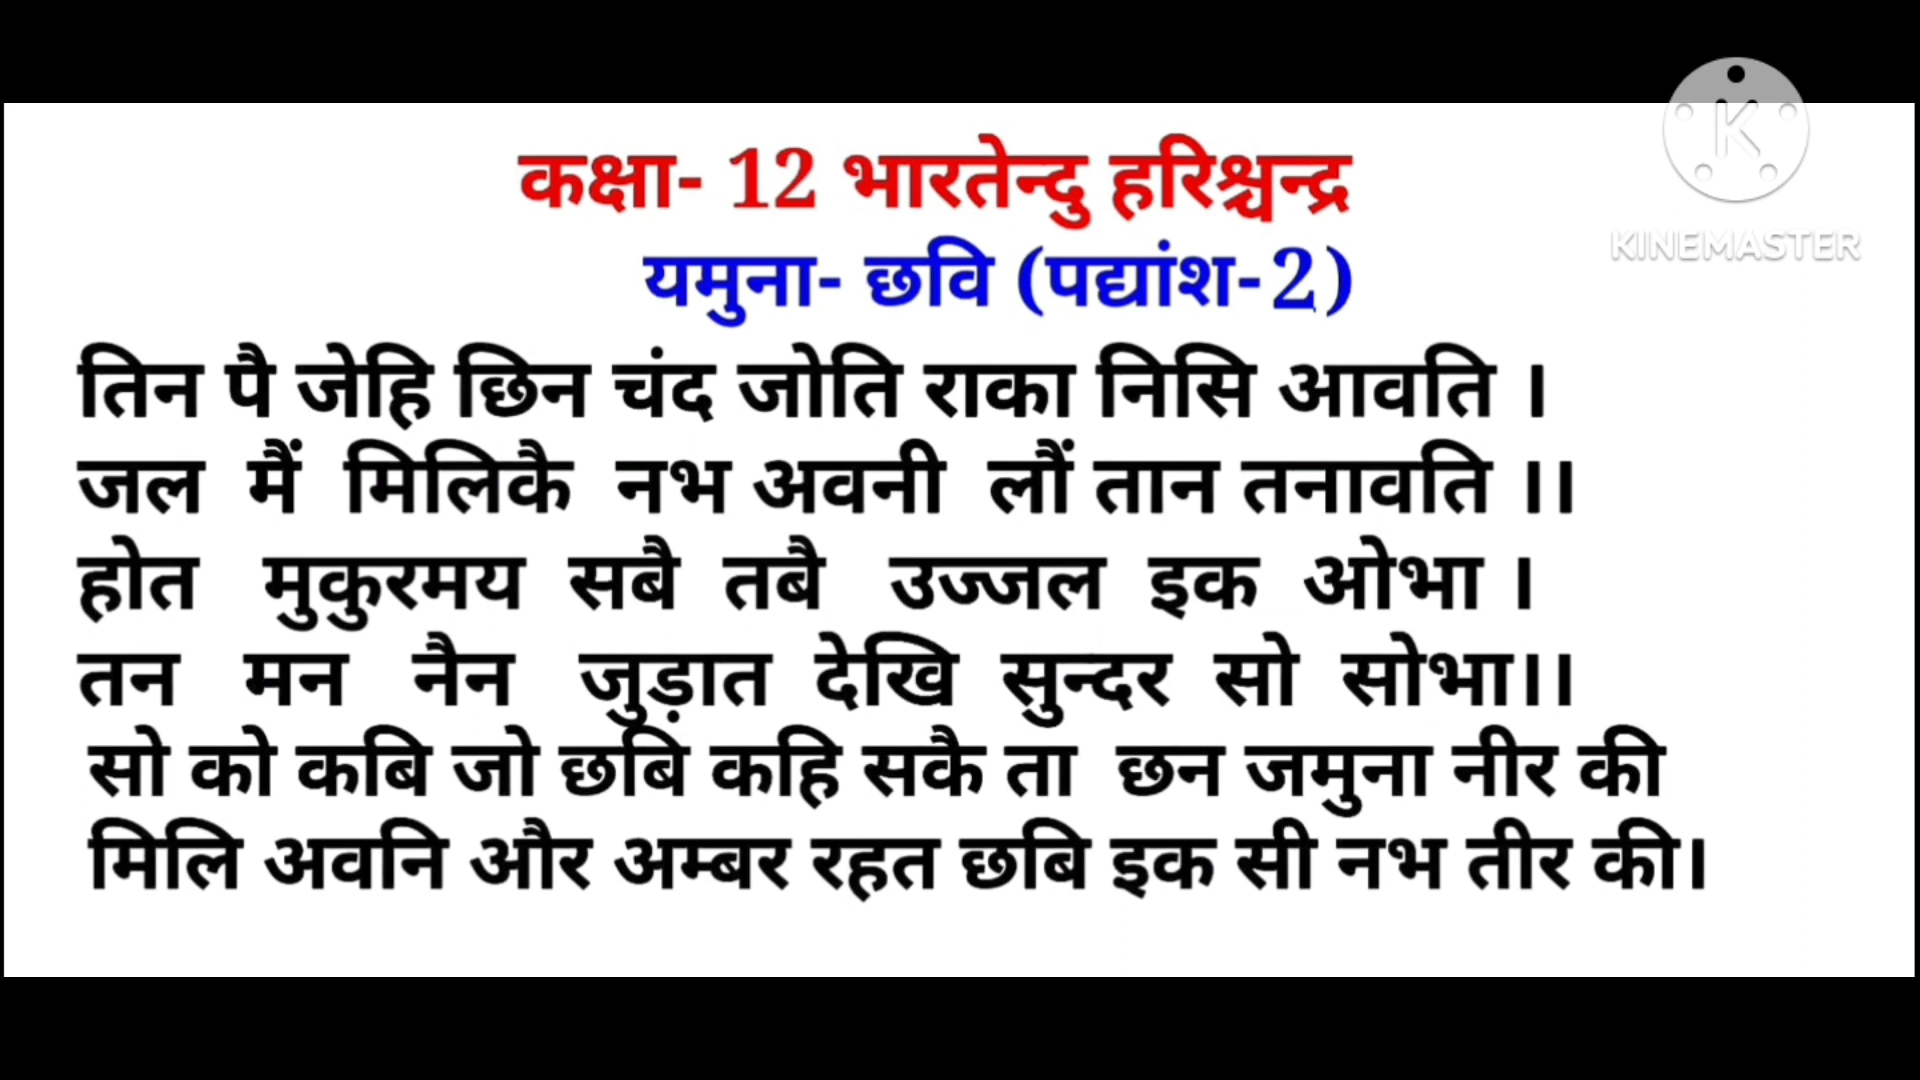 कक्षा- 12 भारतेन्दु हरिश्चन्द्र
यमुना- छवि (पद्यांश-2)
तिन पै जेहि छिन चंद जोति राका निसि आवति ।
जल मैं मिलिकै नभ अवनी लौं तान तनावति ।।
होत मुकुरमय सबै तबै उज्जल इक ओभा ।
तन मन नैन जुड़ात देखि सुन्दर सो सोभा।।
सो को कबि जो छबि कहि सकै ता छन जमुना नीर की
मिलि अवनि और अम्बर रहत छबि इक सी नभ तीर की।
K
KINEMASTER